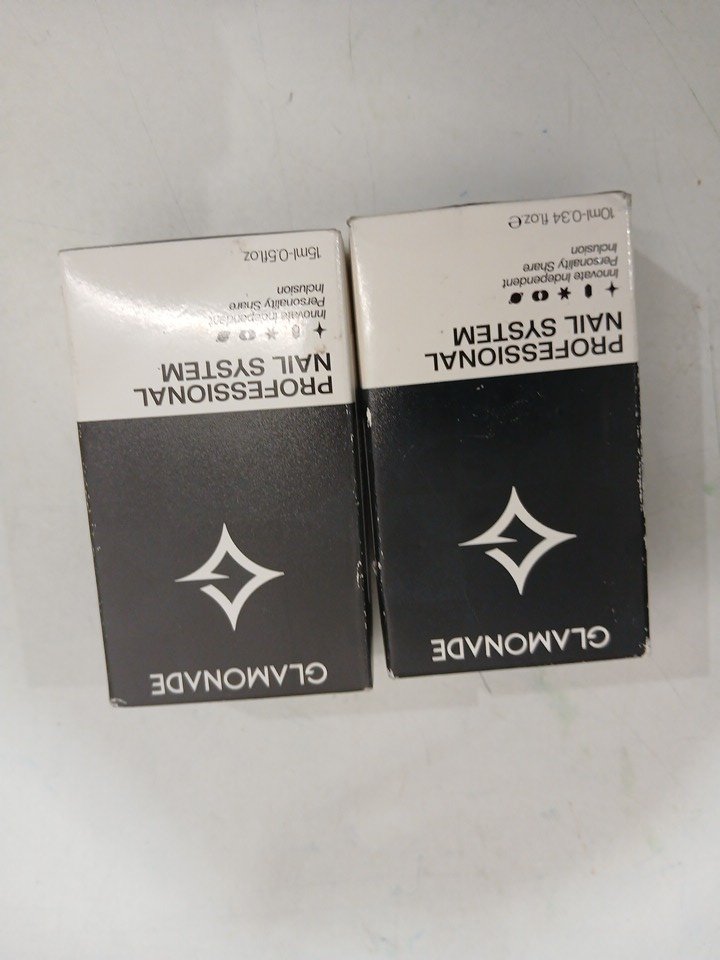 GLAMONADE
PROFESSIONAL
NAIL SYSTEM
Innovate Independent
Personality Share
Inclusion
10ml-0.34 fl.oz℮
GLAMONADE
PROFESSIONAL
NAIL SYSTEM
Innovate Independent
Personality Share
Inclusion
15ml-0.5fl.oz